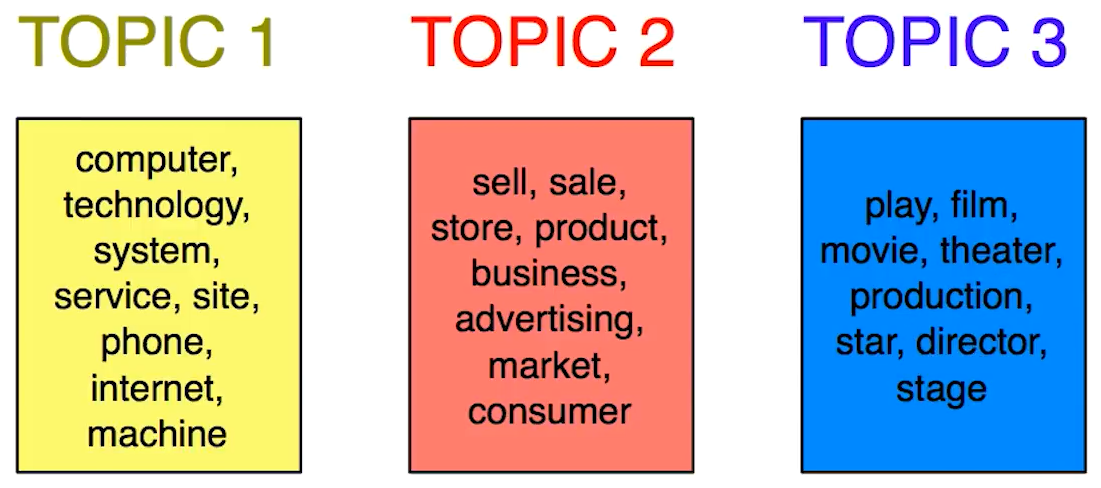 TOPIC 1
computer,
technology,
system,
service, site,
phone,
internet,
machine
TOPIC 2
sell, sale,
store, product,
business,
advertising,
market,
consumer
TOPIC 3
play, film,
movie, theater,
production,
star, director,
stage